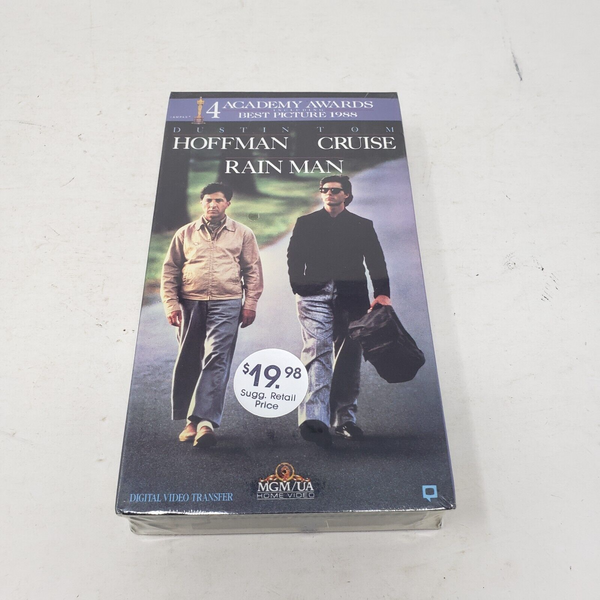 4 ACADEMY AWARDS
INCLUDING
BEST PICTURE 1988
DUSTIN TOM
HOFFMAN CRUISE
RAIN MAN
$19.98
Sugg. Retail
Price
MGM/UA
HOME VIDEO
DIGITAL VIDEO TRANSFER